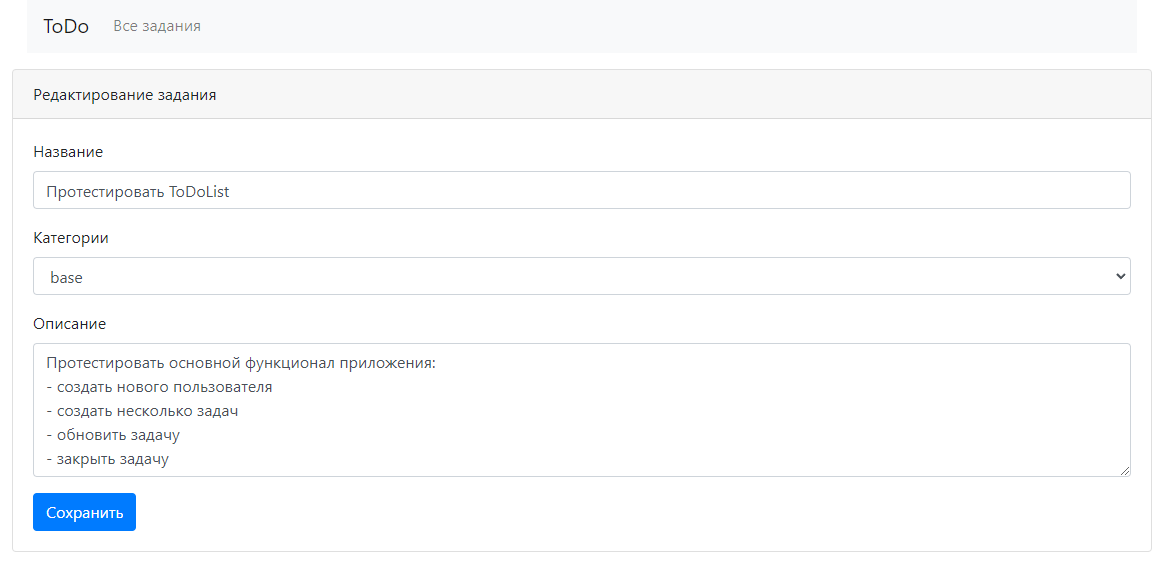 ToDo Все задания
Редактирование задания
Название
Протестировать ToDoList
Категории
base
Описание
Протестировать основной функционал приложения:
- создать нового пользователя
- создать несколько задач
- обновить задачу
- закрыть задачу
Сохранить